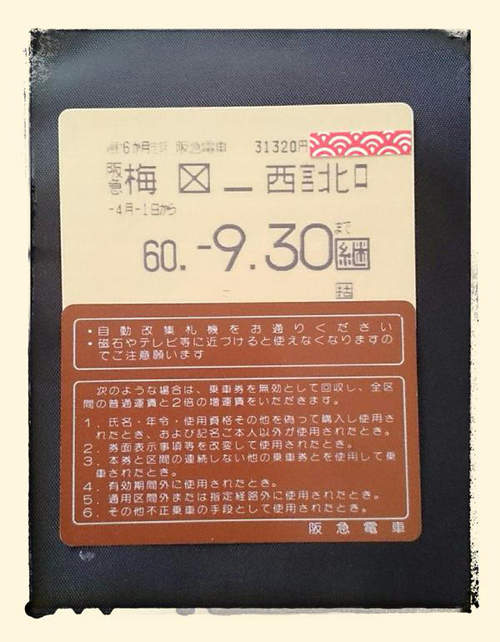 6か月 阪急電車 31320円
阪急 梅田 － 西宮北口
-4月-1日から
60.-9.30まで 継
・自動改集札機をお通りください
・磁石やテレビ等に近づけると使えなくなりますの
でご注意願います
次のような場合は、乗車券を無効として回収し、全区
間の普通運賃と2倍の増運賃をいただきます。
1．氏名・年令・使用資格その他を偽って購入し使用さ
れたとき、および記名ご本人以外が使用されたとき。
2．券面表示事項等を改変して使用されたとき。
3．本券と区間の連続しない他の乗車券とを使用して乗
車されたとき。
4．有効期間外に使用されたとき。
5．通用区間外または指定経路外に使用されたとき。
6．その他不正乗車の手段として使用されたとき。
阪急電車